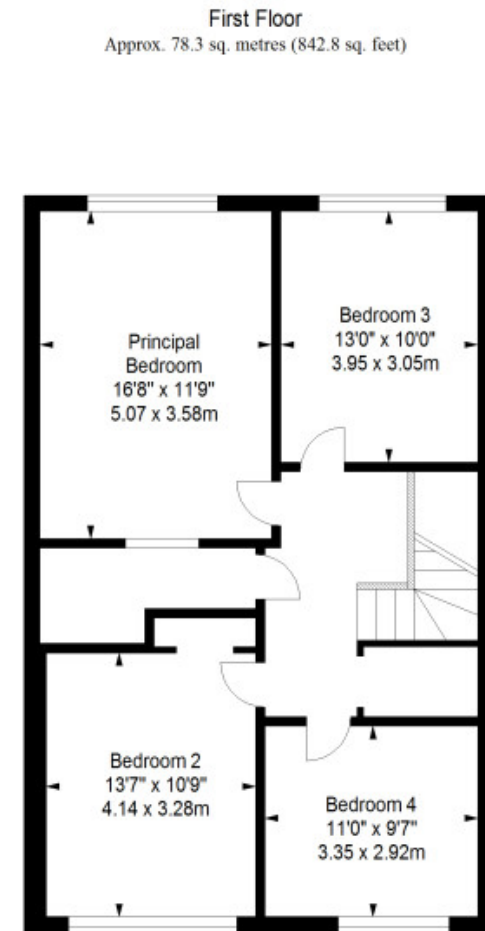 First Floor
Approx. 78.3 sq. metres (842.8 sq. feet)
Principal
Bedroom
16'8" x 11'9"
5.07 x 3.58m
Bedroom 3
13'0" x 10'0"
3.95 x 3.05m
Bedroom 2
13'7" x 10'9"
4.14 x 3.28m
Bedroom 4
11'0" x 9'7"
3.35 x 2.92m